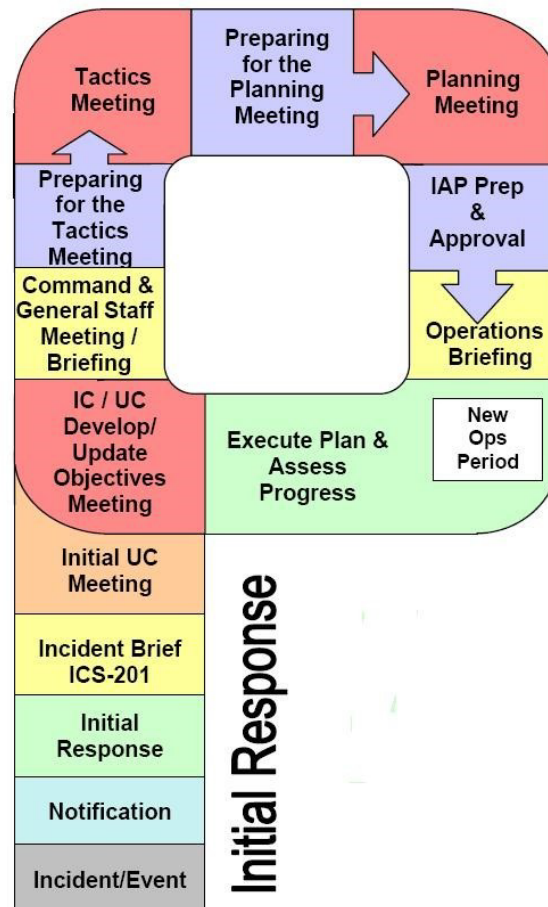 Tactics
Meeting
Preparing
for the
Planning
Meeting
Planning
Meeting
Preparing
for the
Tactics
Meeting
IAP Prep
&
Approval
Command &
General Staff
Meeting /
Briefing
Operations
Briefing
IC / UC
Develop/
Update
Objectives
Meeting
Execute Plan &
Assess
Progress
New
Ops
Period
Initial UC
Meeting
Incident Brief
ICS-201
Initial
Response
Notification
Incident/Event
Initial Response